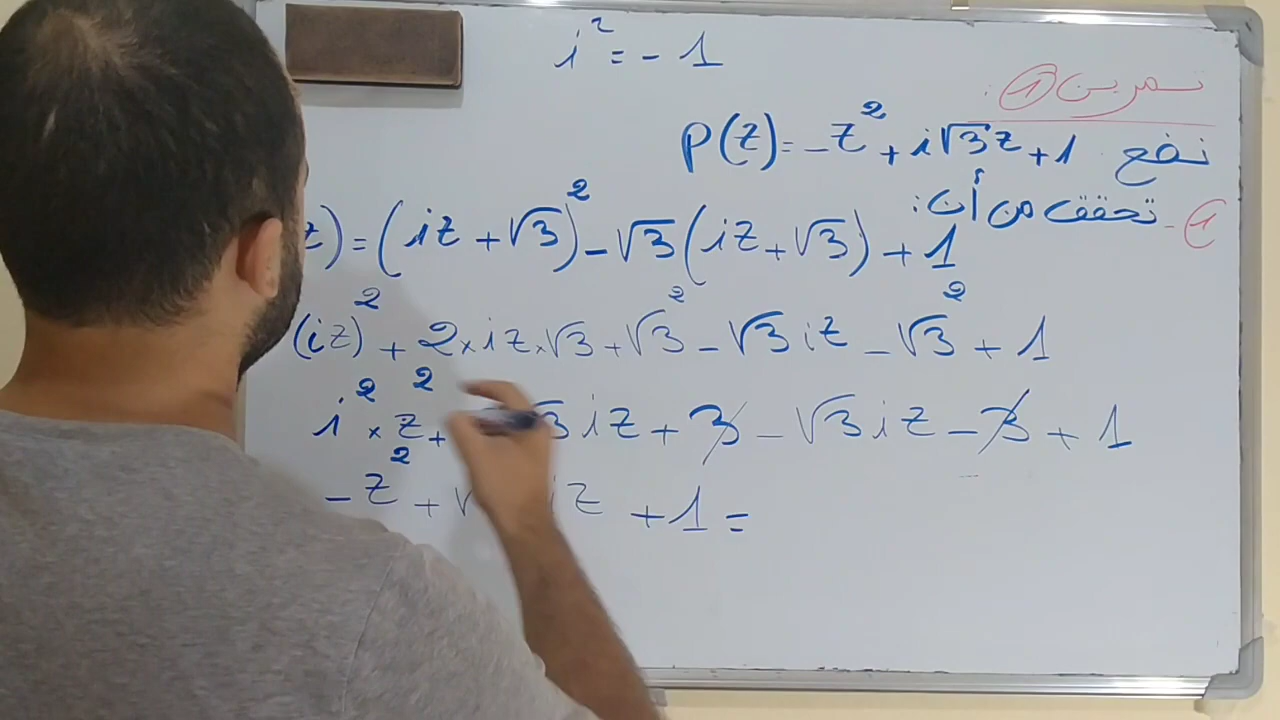 i² = - 1
تمرين ①:
نضع P(z) = -z² + i√3z + 1
1 - تحقق من أن:
z) = (iz + √3)² - √3(iz + √3) + 1
(iz)² + 2×iz×√3 + √3² - √3iz - √3² + 1
i² × z² + 3iz + 3 - √3iz - 3 + 1
-z² + √ iz + 1 =